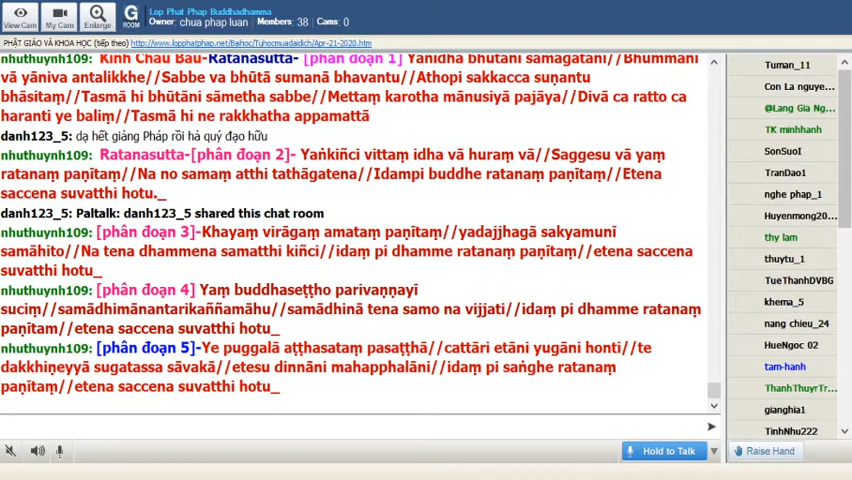 Lop Phat Phap Buddhadhamma
Owner: chua phap luan   Members: 38   Cams: 0
View Cam
My Cam
Enlarge
G
ROOM
PHẬT GIÁO VÀ KHOA HỌC (tiếp theo) http://www.lopphatphap.net/Baihoc/Tuhocmuadaidich/Apr-21-2020.htm
nhuthuynh109: Kinh Châu Báu-Ratanasutta- [phân đoạn 1] Yānīdha bhūtāni samāgatāni//Bhummāni
vā yāniva antalikkhe//Sabbe va bhūtā sumanā bhavantu//Athopi sakkacca suṇantu
bhāsitaṃ//Tasmā hi bhūtāni sāmetha sabbe//Mettaṃ karotha mānusiyā pajāya//Divā ca ratto ca
haranti ye baliṃ//Tasmā hi ne rakkhatha appamattā
danh123_5: dạ hết giảng Pháp rồi hả quý đạo hữu
nhuthuynh109: Ratanasutta-[phân đoạn 2]- Yaṅkiñci vittaṃ idha vā huraṃ vā//Saggesu vā yaṃ
ratanaṃ paṇītaṃ//Na no samaṃ atthi tathāgatena//Idampi buddhe ratanaṃ paṇītaṃ//Etena
saccena suvatthi hotu._
danh123_5: Paltalk: danh123_5 shared this chat room
nhuthuynh109: [phân đoạn 3]-Khayaṃ virāgaṃ amataṃ paṇītaṃ//yadajjhagā sakyamunī
samāhito//Na tena dhammena samatthi kiñci//idaṃ pi dhamme ratanaṃ paṇītaṃ//etena saccena
suvatthi hotu_
nhuthuynh109: [phân đoạn 4] Yaṃ buddhaseṭṭho parivaṇṇayī
suciṃ//samādhimānantarikaññamāhu//samādhinā tena samo na vijjati//idaṃ pi dhamme ratanaṃ
paṇītam//etena saccena suvatthi hotu_
nhuthuynh109: [phân đoạn 5]-Ye puggalā aṭṭhasataṃ pasaṭṭhā//cattāri etāni yugāni honti//te
dakkhiṇeyyā sugatassa sāvakā//etesu dinnāni mahapphalāni//idaṃ pi saṅghe ratanaṃ
paṇītaṃ//etena saccena suvatthi hotu_
Tuman_11
Con La nguye...
@Lang Gia Ng...
TK minhhanh
SonSuoI
TranDao1
nghe phap_1
Huyenmong20...
thy lam
thuytu_1
TueThanhDVBG
khema_5
nang chieu_24
HueNgoc 02
tam-hanh
ThanhThuyrTr...
gianghia1
TinhNhu222
Hold to Talk
Raise Hand